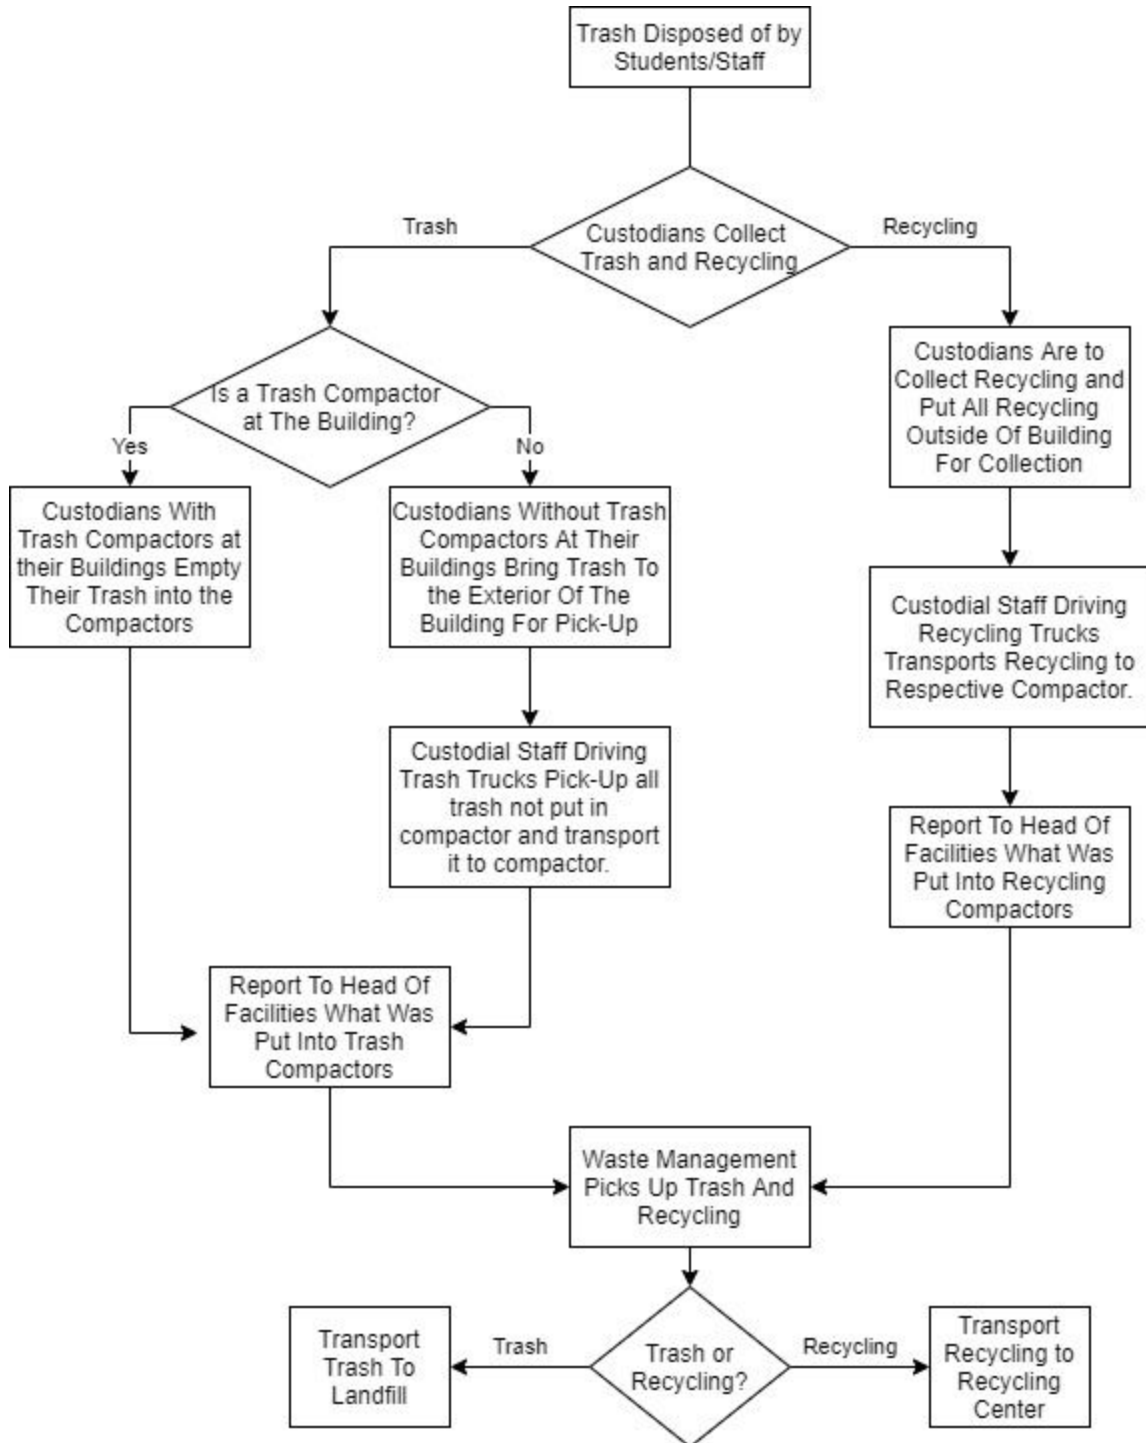 Trash Disposed of by
Students/Staff
Trash
Recycling
Custodians Collect
Trash and Recycling
Is a Trash Compactor
at The Building?
Custodians Are to
Collect Recycling and
Put All Recycling
Outside Of Building
For Collection
Yes
No
Custodians With
Trash Compactors at
their Buildings Empty
Their Trash into the
Compactors
Custodians Without Trash
Compactors At Their
Buildings Bring Trash To
the Exterior Of The
Building For Pick-Up
Custodial Staff Driving
Recycling Trucks
Transports Recycling to
Respective Compactor.
Custodial Staff Driving
Trash Trucks Pick-Up all
trash not put in
compactor and transport
it to compactor.
Report To Head Of
Facilities What Was
Put Into Recycling
Compactors
Report To Head Of
Facilities What Was
Put Into Trash
Compactors
Waste Management
Picks Up Trash And
Recycling
Transport
Trash To
Landfill
Trash
Trash or
Recycling?
Recycling
Transport
Recycling to
Recycling
Center